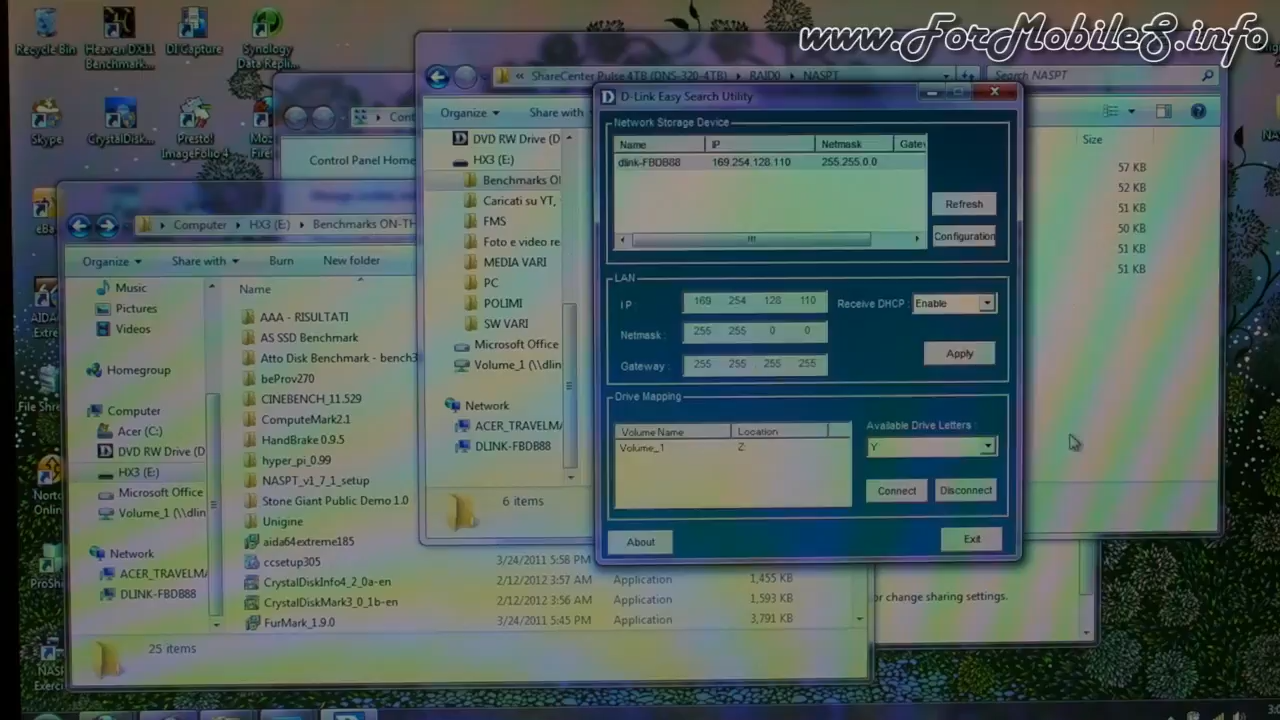 www.ForMobileS.info
Recycle Bin
Heaven DX11 Benchmark...
DJ Capture
Synology Data Repli...
Skype
CrystalDisk...
Presto! ImageFolio 4
ShareCenter Pulse 4TB (DNS-320-4TB) RAID0 NASPT
Search NASPT
Organize
Share with
Size
DVD RW Drive (D
HX3 (E:)
Benchmarks O
Caricati su YT,
FMS
Foto e video re
MEDIA VARI
PC
POLIMI
SW VARI
Microsoft Office
Volume_1 (\\dlin
Network
ACER_TRAVELMA
DLINK-FBDB88
6 items
57 KB
52 KB
51 KB
50 KB
51 KB
51 KB
Control Panel Home
D-Link Easy Search Utility
Network Storage Device
Name IP Netmask Gatew
dlink-FBDB88 169.254.128.110 255.255.0.0
Refresh
Configuration
LAN
IP 169 254 128 110
Receive DHCP : Enable
Netmask : 255 255 0 0
Gateway : 255 255 255 255
Apply
Drive Mapping
Volume Name Location
Volume_1 Z:
Available Drive Letters :
Y
Connect Disconnect
About Exit
Computer HX3 (E:) Benchmarks ON-TH
Organize Share with Burn New folder
Music
Pictures
Videos
Homegroup
Computer
Acer (C:)
DVD RW Drive (D
HX3 (E:)
Microsoft Office
Volume_1 (\\dlin
Network
ACER_TRAVELMA
DLINK-FBDB88
Name
AAA - RISULTATI
AS SSD Benchmark
Atto Disk Benchmark - bench3
beProv270
CINEBENCH_11.529
ComputeMark2.1
HandBrake 0.9.5
hyper_pi_0.99
NASPT_v1_7_1_setup
Stone Giant Public Demo 1.0
Unigine
aida64extreme185
ccsetup305 3/24/2011 5:58 PM
CrystalDiskInfo4_2_0a-en 2/12/2012 3:57 AM Application 1,455 KB
CrystalDiskMark3_0_1b-en 2/12/2012 3:56 AM Application 1,593 KB
FurMark_1.9.0 3/24/2011 5:45 PM Application 3,791 KB
25 items
or change sharing settings.